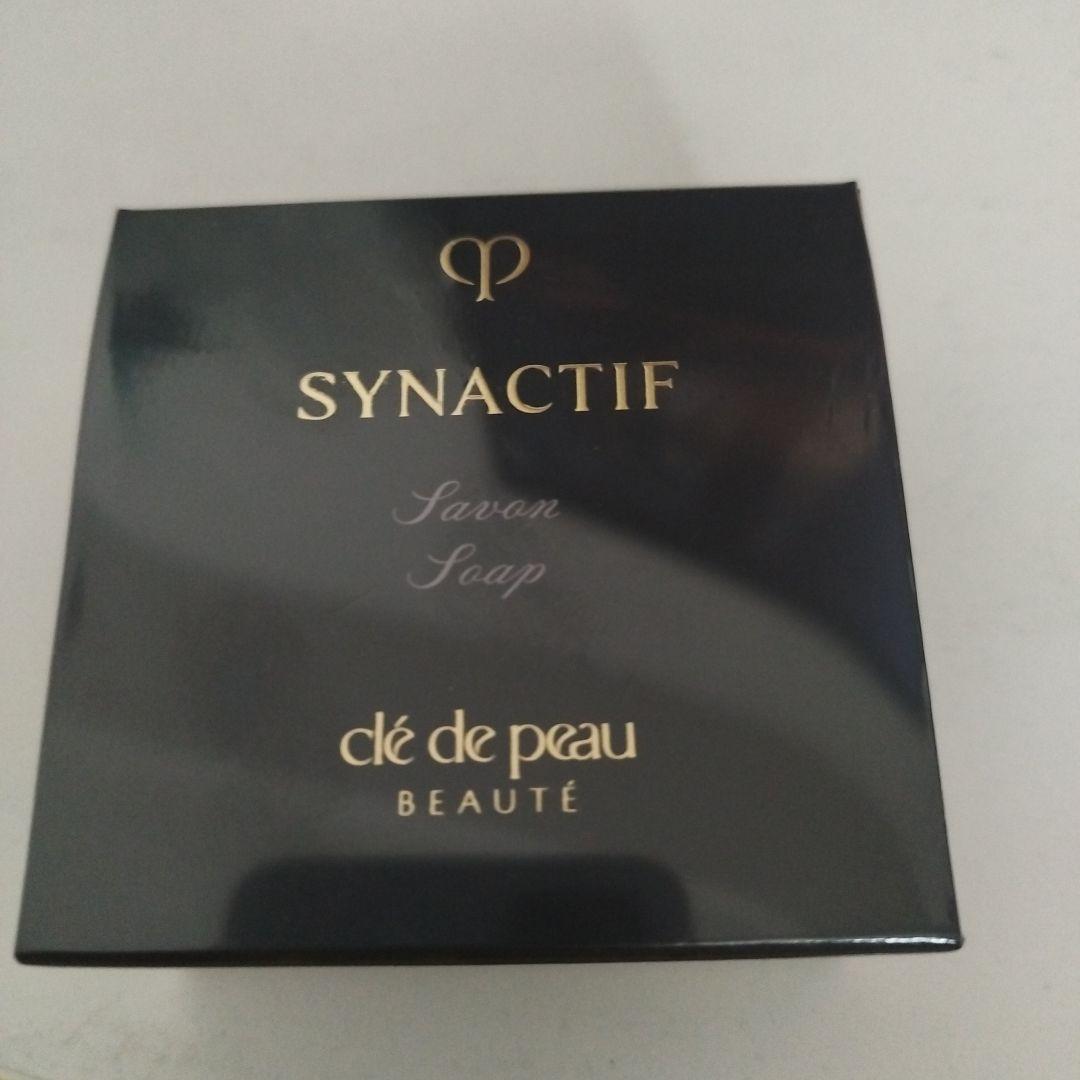 SYNACTIF
Savon
Soap
clé de peau
BEAUTÉ